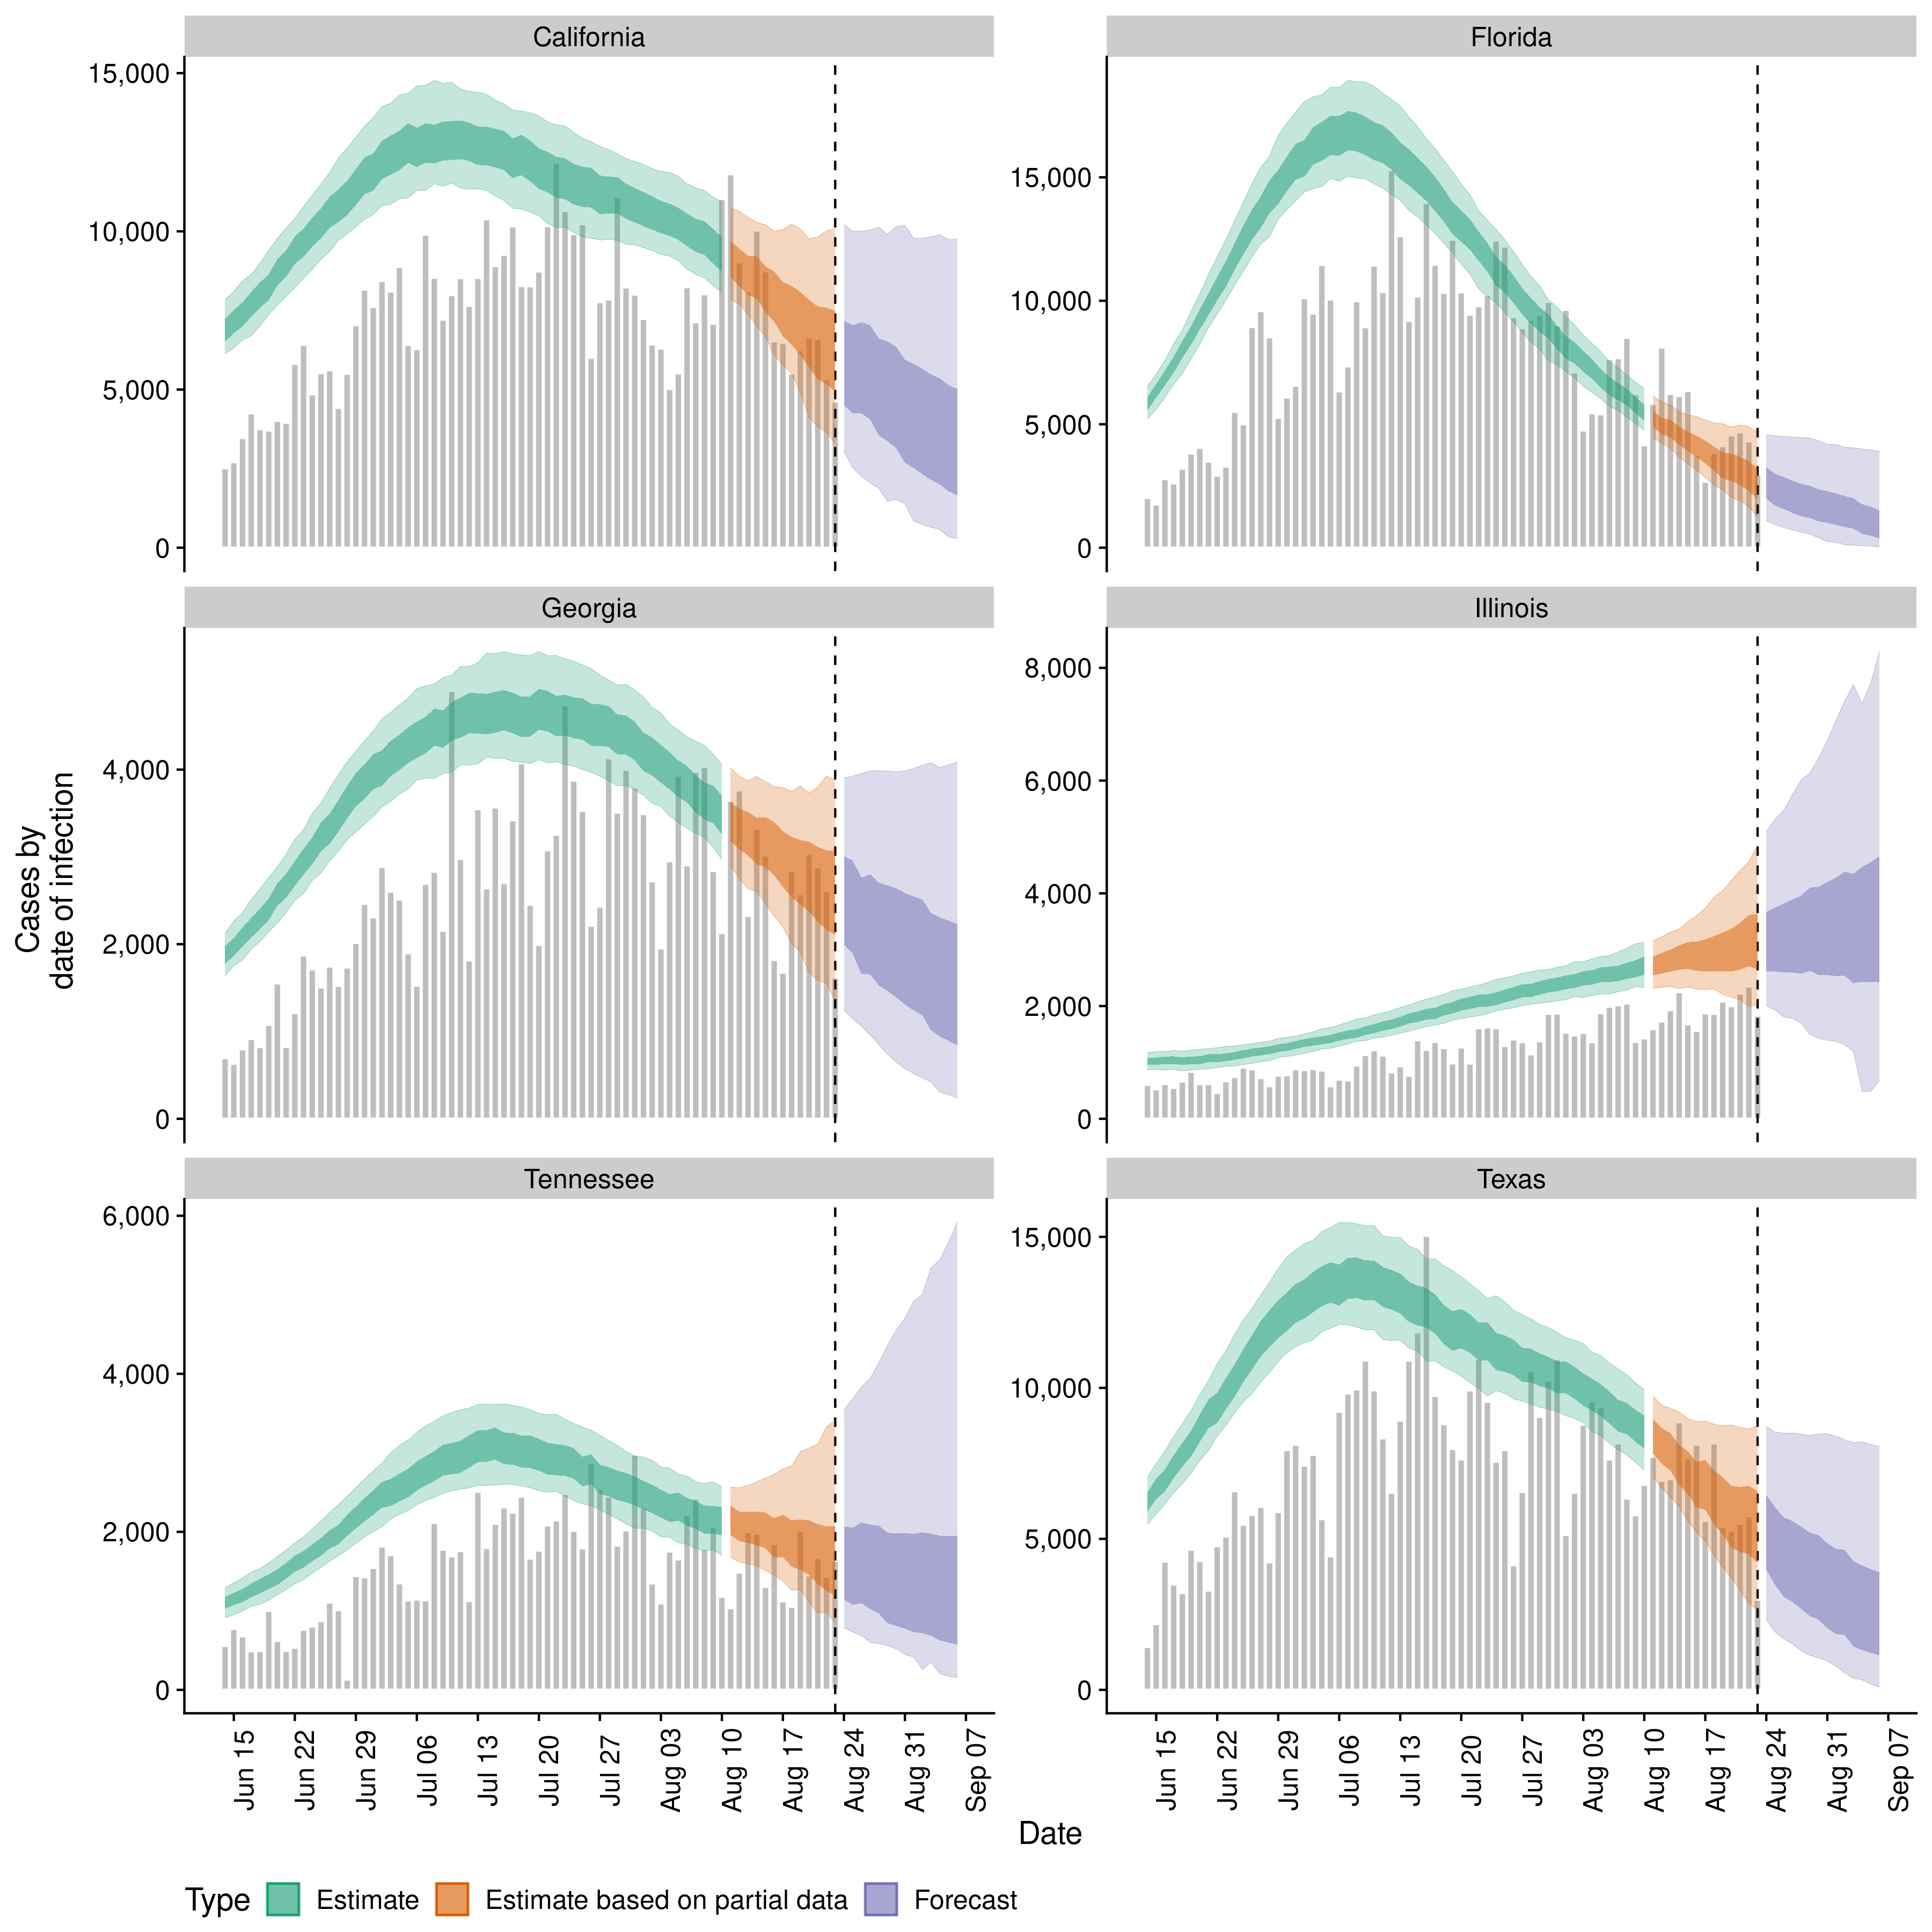 California
Florida
15,000
10,000
5,000
0
15,000
10,000
5,000
0
Georgia
Illinois
4,000
2,000
0
8,000
6,000
4,000
2,000
0
Tennessee
Texas
6,000
4,000
2,000
0
15,000
10,000
5,000
0
Cases by
date of infection
Jun 15
Jun 22
Jun 29
Jul 06
Jul 13
Jul 20
Jul 27
Aug 03
Aug 10
Aug 17
Aug 24
Aug 31
Sep 07
Jun 15
Jun 22
Jun 29
Jul 06
Jul 13
Jul 20
Jul 27
Aug 03
Aug 10
Aug 17
Aug 24
Aug 31
Sep 07
Date
Type Estimate Estimate based on partial data Forecast